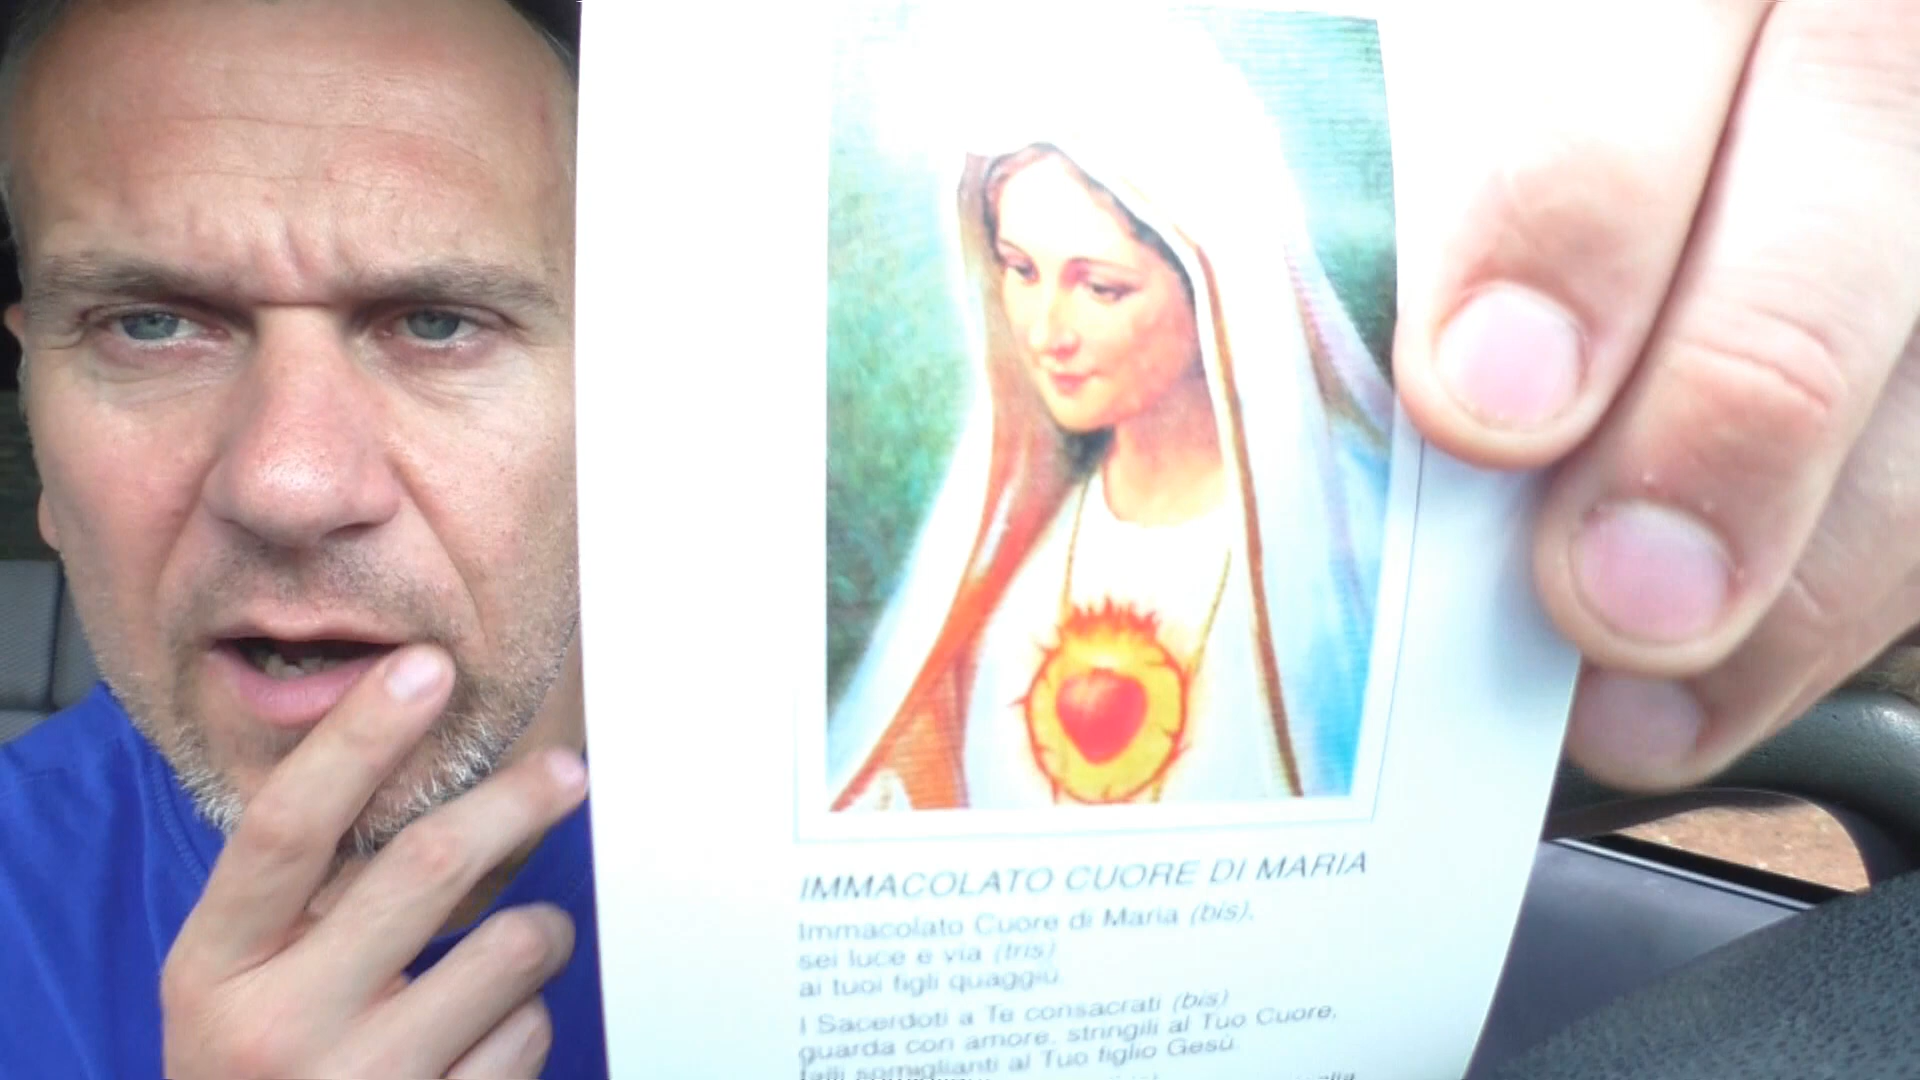 IMMACOLATO CUORE DI MARIA
Immacolato Cuore di Maria (bis),
sei luce e via (tris)
ai tuoi figli quaggiù.
I Sacerdoti a Te consacrati (bis)
guarda con amore, stringili al Tuo Cuore,
falli somiglianti al Tuo figlio Gesù.